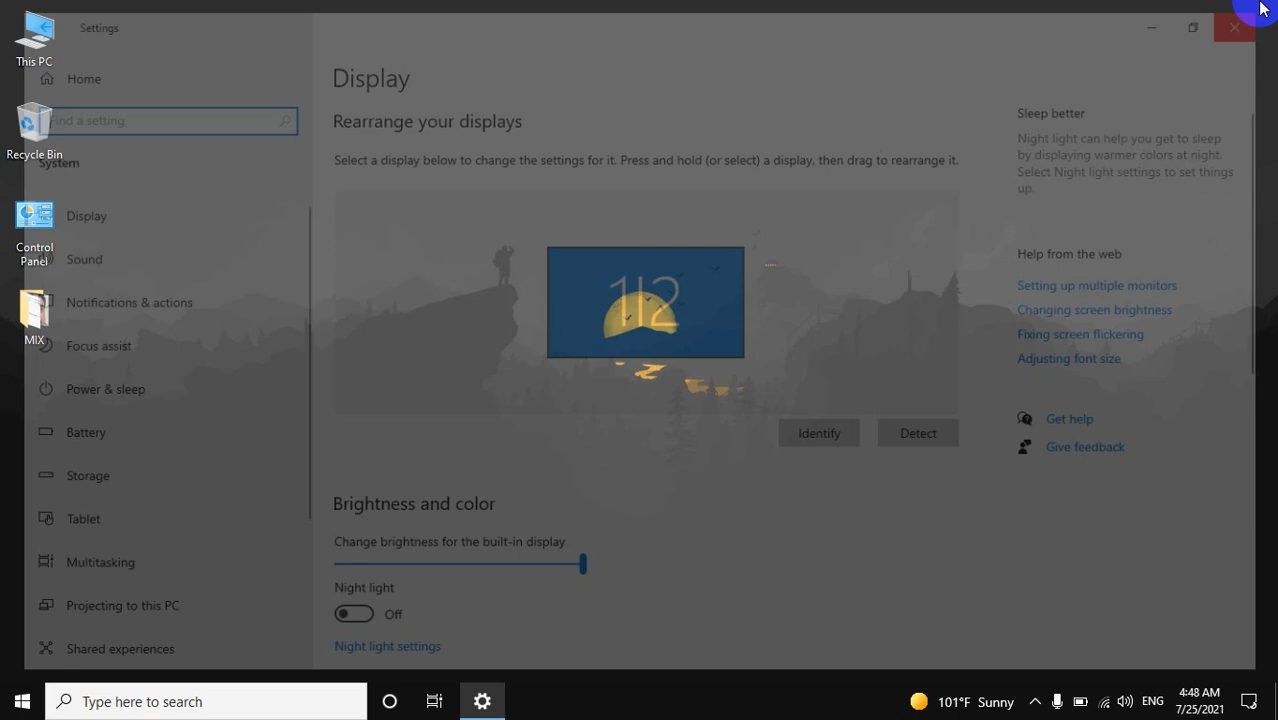 Settings
This PC
Home
Find a setting
Recycle Bin
System
Display
Control
Panel
Sound
Notifications & actions
MIX
Focus assist
Power & sleep
Battery
Storage
Tablet
Multitasking
Projecting to this PC
Shared experiences
Display
Rearrange your displays
Select a display below to change the settings for it. Press and hold (or select) a display, then drag to rearrange it.
1|2
Identify
Detect
Brightness and color
Change brightness for the built-in display
Night light
Off
Night light settings
Sleep better
Night light can help you get to sleep
by displaying warmer colors at night.
Select Night light settings to set things
up.
Help from the web
Setting up multiple monitors
Changing screen brightness
Fixing screen flickering
Adjusting font size
Get help
Give feedback
Type here to search
101°F Sunny
ENG
4:48 AM
7/25/2021